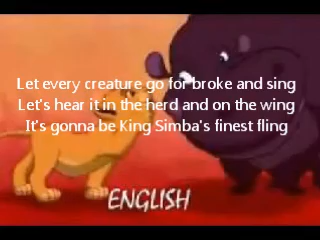 Let every creature go for broke and sing
Let's hear it in the herd and on the wing
It's gonna be King Simba's finest fling
ENGLISH